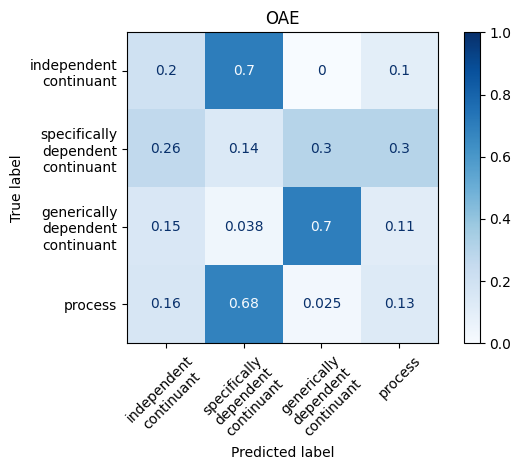 OAE
True label
independent
continuant
0.2 0.7 0 0.1
specifically
dependent
continuant
0.26 0.14 0.3 0.3
generically
dependent
continuant
0.15 0.038 0.7 0.11
process
0.16 0.68 0.025 0.13
independent
continuant
specifically
dependent
continuant
generically
dependent
continuant
process
Predicted label
1.0
0.8
0.6
0.4
0.2
0.0